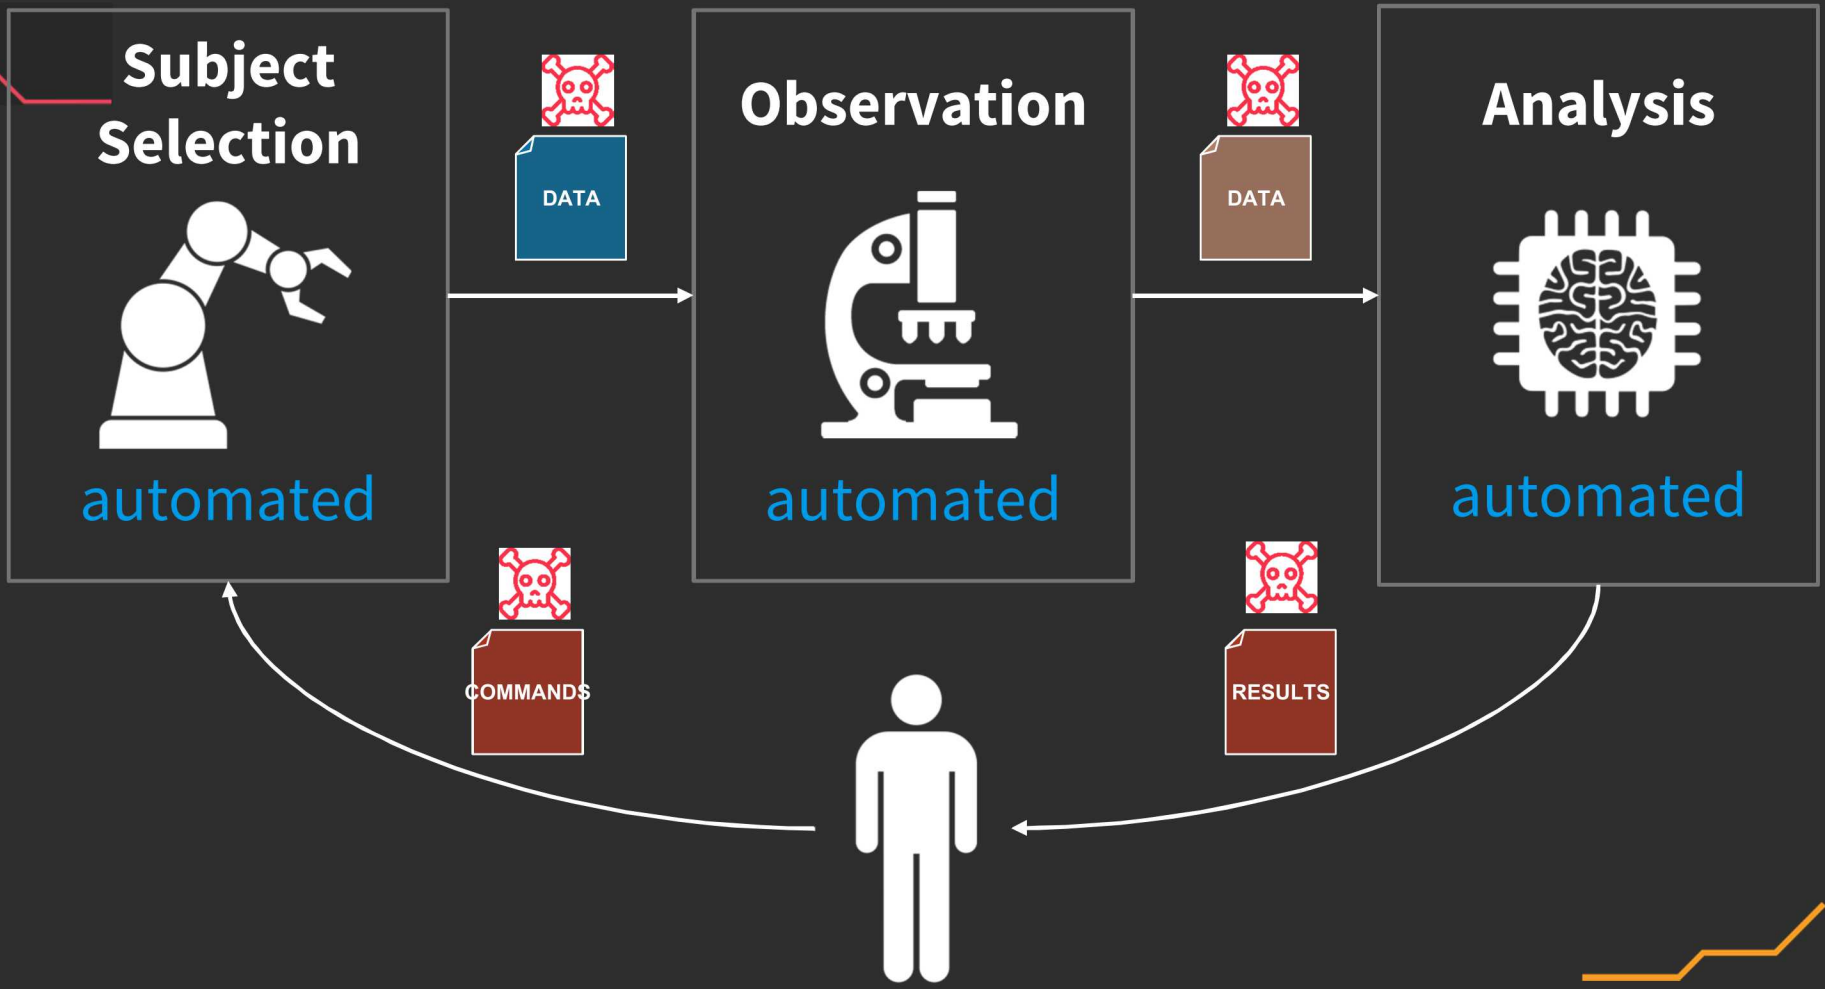 Subject
Selection
automated
DATA
Observation
automated
DATA
Analysis
automated
COMMANDS
RESULTS